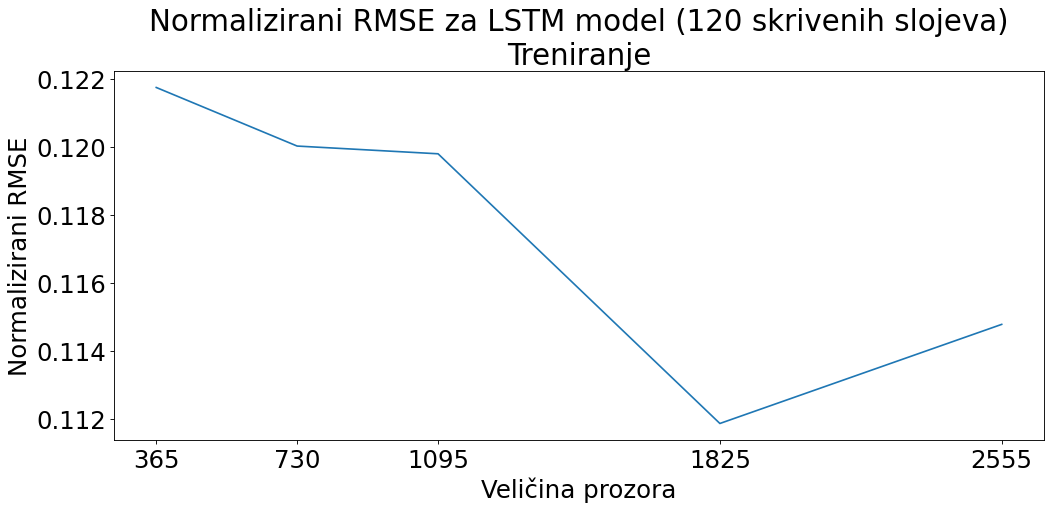 Normalizirani RMSE za LSTM model (120 skrivenih slojeva)
Treniranje
Normalizirani RMSE
0.122
0.120
0.118
0.116
0.114
0.112
365 730 1095 1825 2555
Veličina prozora